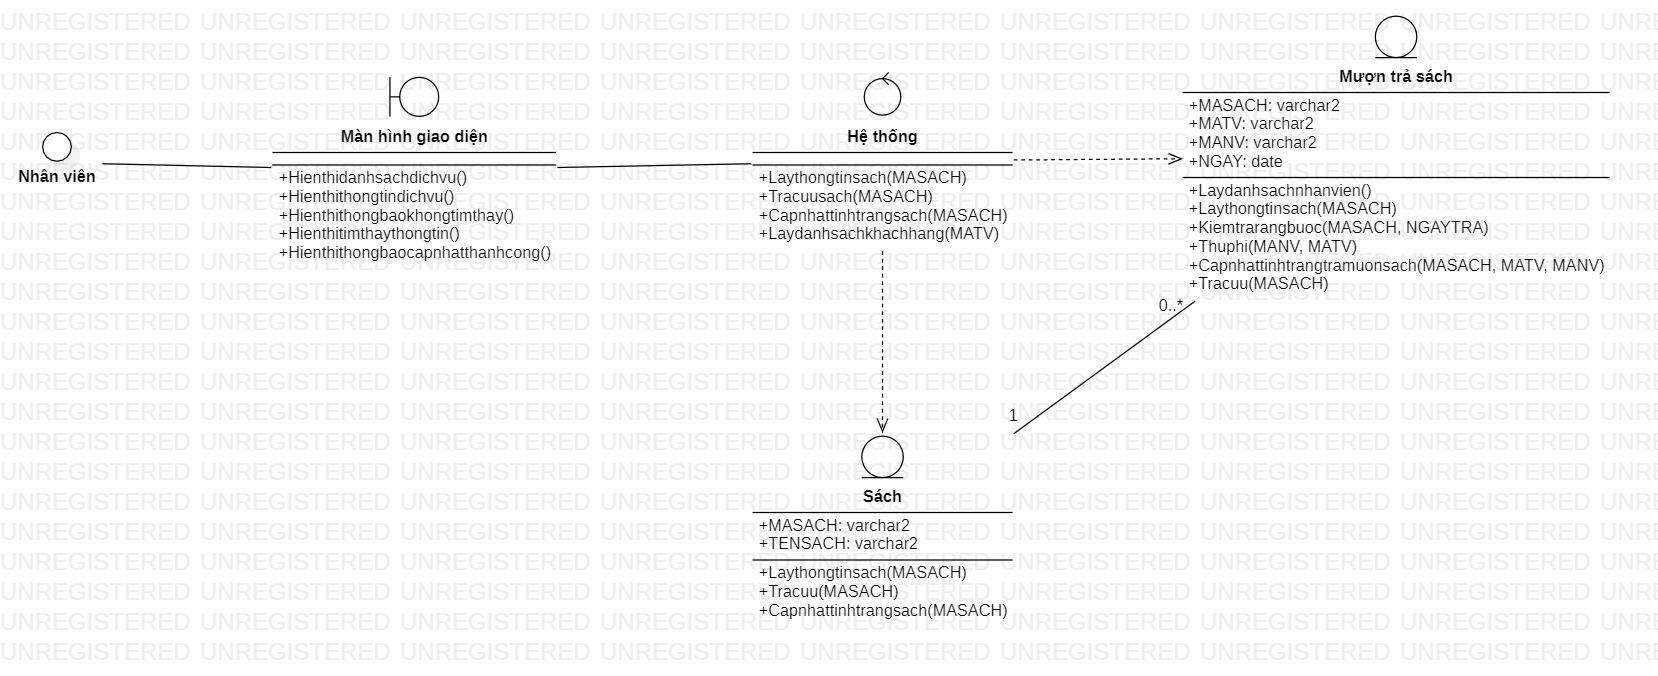 Nhân viên
Màn hình giao diện
+Hienthidanhsachdichvu()
+Hienthithongtindichvu()
+Hienthithongbaokhongtimthay()
+Hienthitimthaythongtin()
+Hienthithongbaocapnhatthanhcong()
Hệ thống
+Laythongtinsach(MASACH)
+Tracuusach(MASACH)
+Capnhattinhtrangsach(MASACH)
+Laydanhsachkhachhang(MATV)
Mượn trả sách
+MASACH: varchar2
+MATV: varchar2
+MANV: varchar2
+NGAY: date
+Laydanhsachnhanvien()
+Laythongtinsach(MASACH)
+Kiemtrarangbuoc(MASACH, NGAYTRA)
+Thuphi(MANV, MATV)
+Capnhattinhtrangtramuonsach(MASACH, MATV, MANV)
+Tracuu(MASACH)
0..*
1
Sách
+MASACH: varchar2
+TENSACH: varchar2
+Laythongtinsach(MASACH)
+Tracuu(MASACH)
+Capnhattinhtrangsach(MASACH)
UNREGISTERED